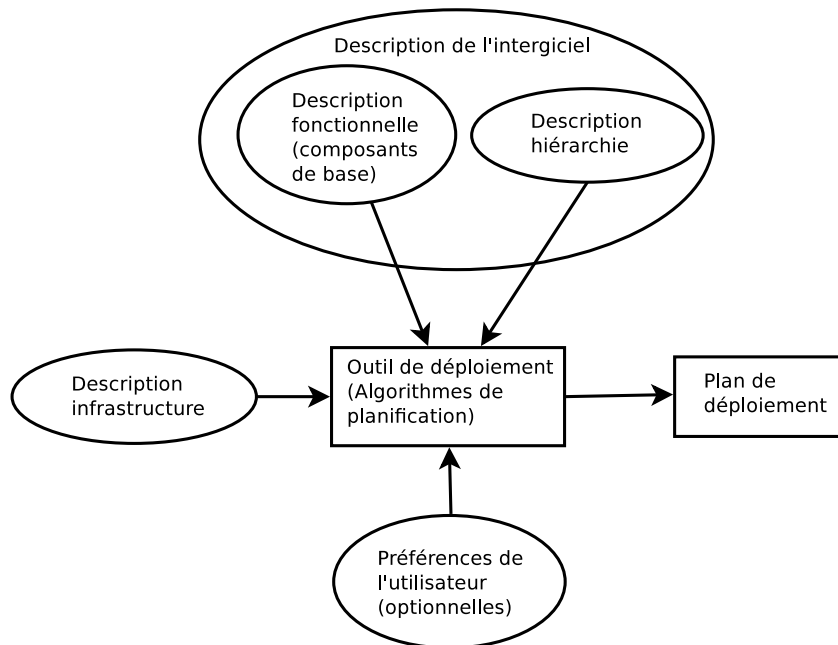 Description de l'intergiciel
Description
fonctionnelle
(composants
de base)
Description
hiérarchie
Description
infrastructure
Outil de déploiement
(Algorithmes de
planification)
Plan de
déploiement
Préférences de
l'utilisateur
(optionnelles)